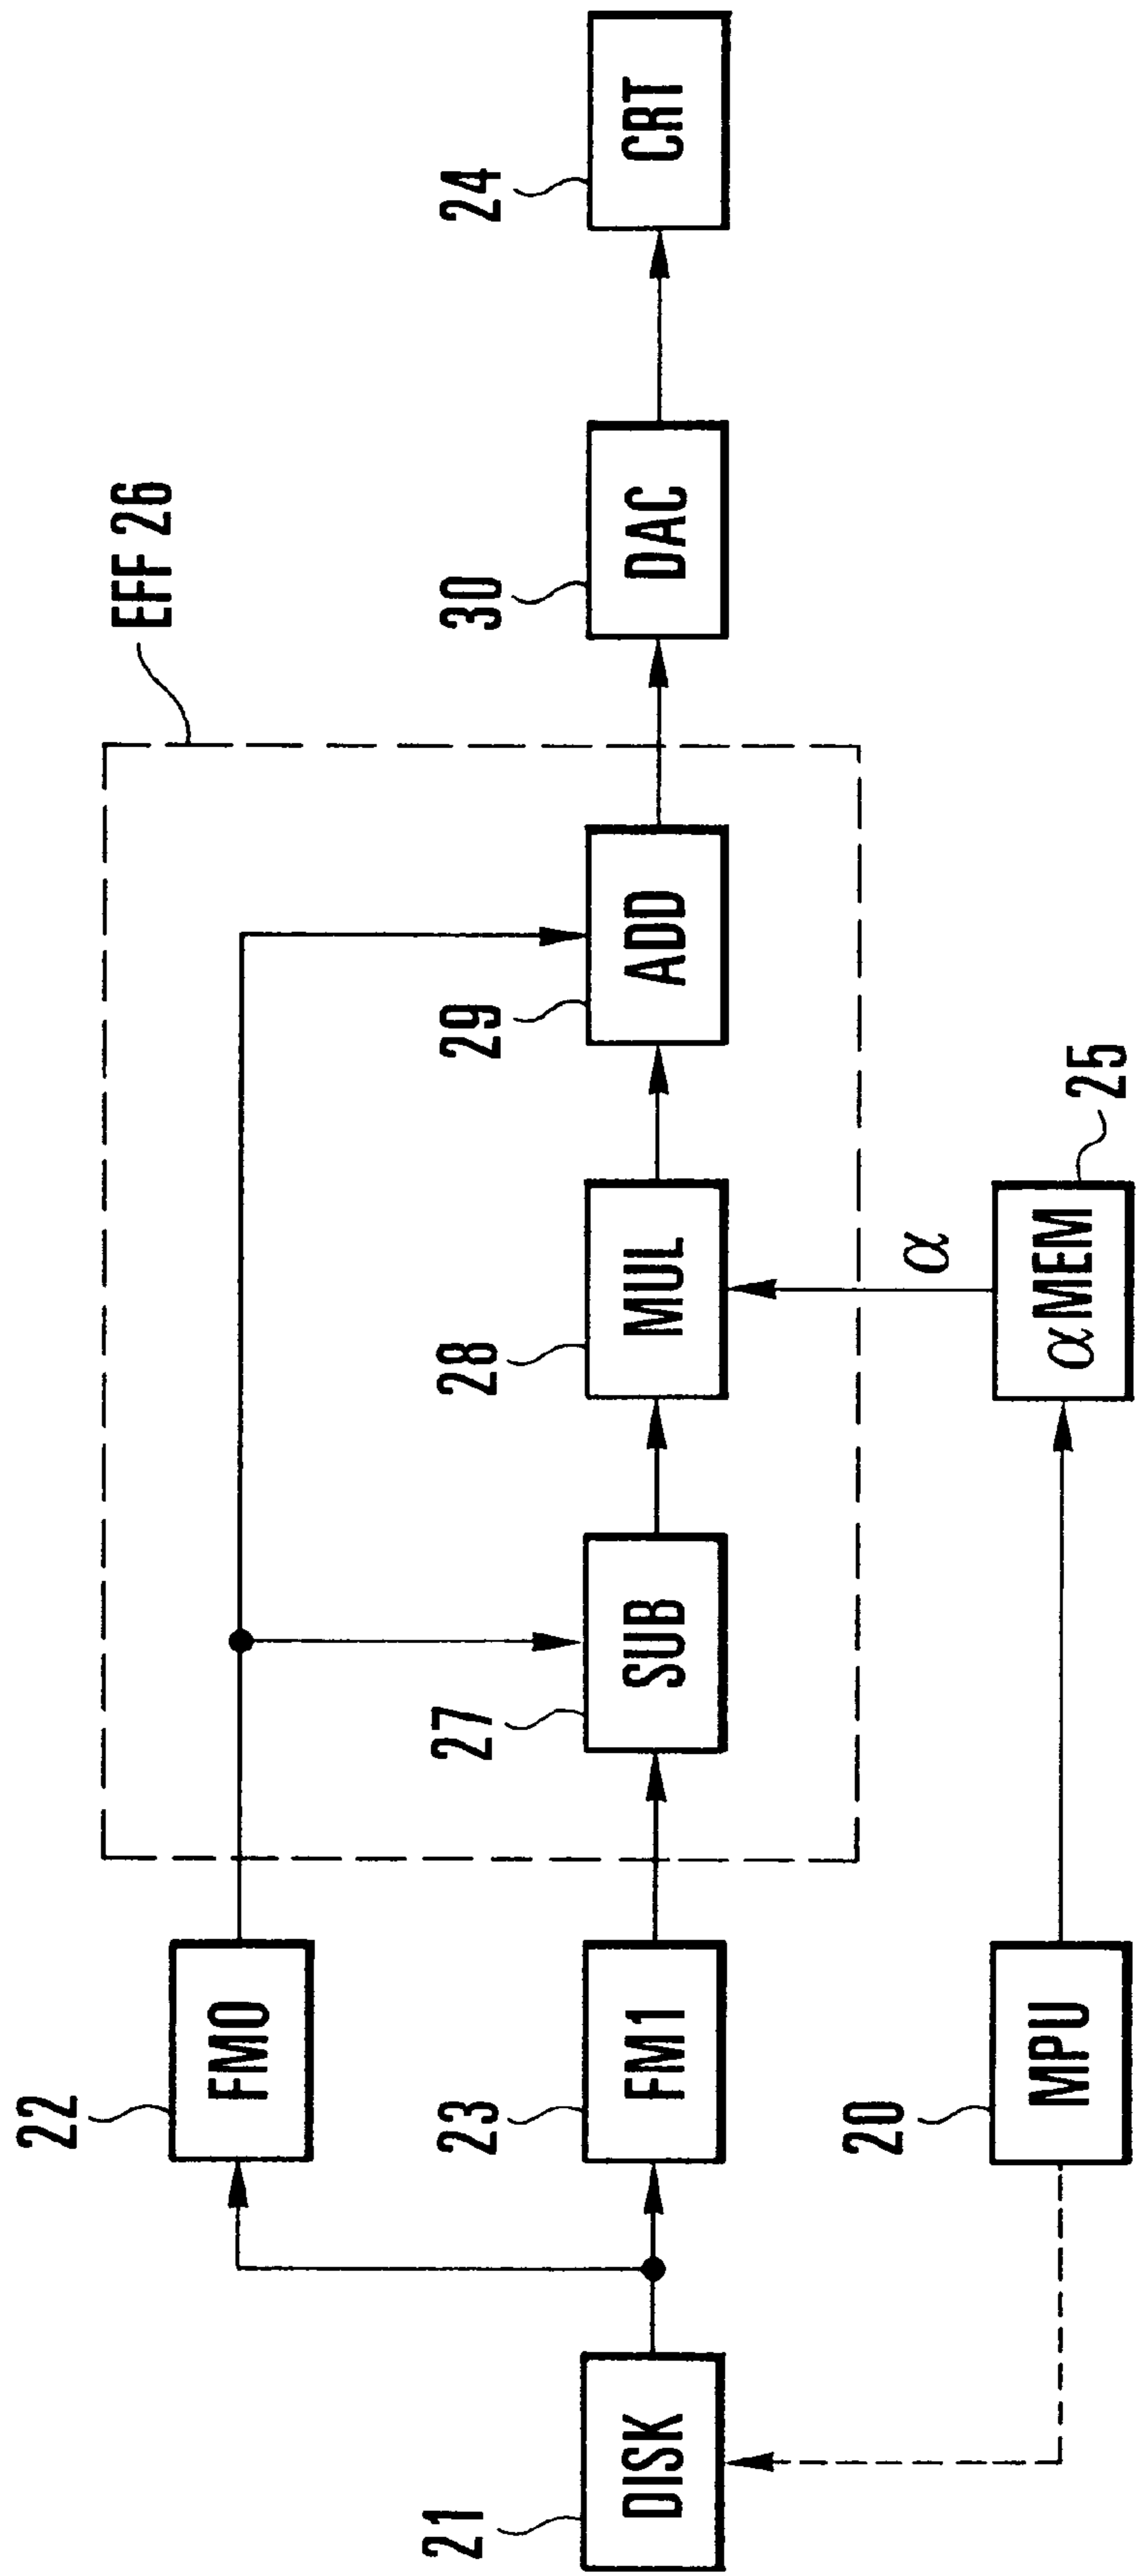 EFF 26
22
FM0
21
DISK
23
FM1
27
SUB
28
MUL
29
ADD
30
DAC
24
CRT
α
20
MPU
αMEM
25